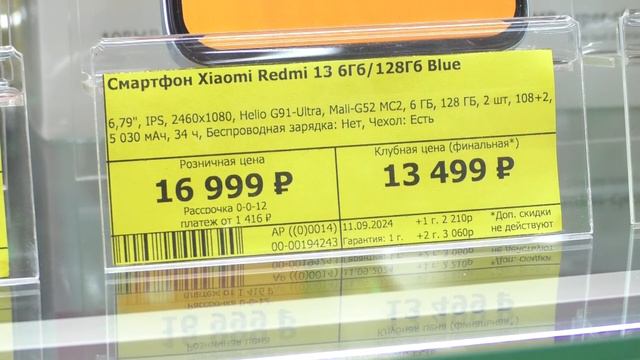 Смартфон Xiaomi Redmi 13 6Гб/128Гб Blue
6,79", IPS, 2460x1080, Helio G91-Ultra, Mali-G52 MC2, 6 ГБ, 128 ГБ, 2 шт, 108+2,
5 030 мАч, 34 ч, Беспроводная зарядка: Нет, Чехол: Есть
Розничная цена
16 999 ₽
Рассрочка 0-0-12
платеж от 1 416 ₽
Клубная цена (финальная*)
13 499 ₽
АР ((0)0014)
00-00194243
11.09.2024
Гарантия: 1 г.
+1 г. 2 210р
+2 г. 3 060р
*Доп. скидки
не действуют